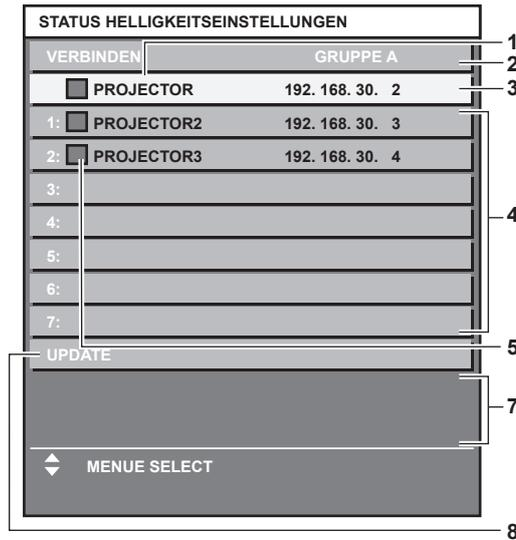 STATUS HELLIGKEITSEINSTELLUNGEN
VERBINDEN GRUPPE A
PROJECTOR 192. 168. 30. 2
1: PROJECTOR2 192. 168. 30. 3
2: PROJECTOR3 192. 168. 30. 4
3:
4:
5:
6:
7:
UPDATE
MENUE SELECT
1
2
3
4
5
7
8